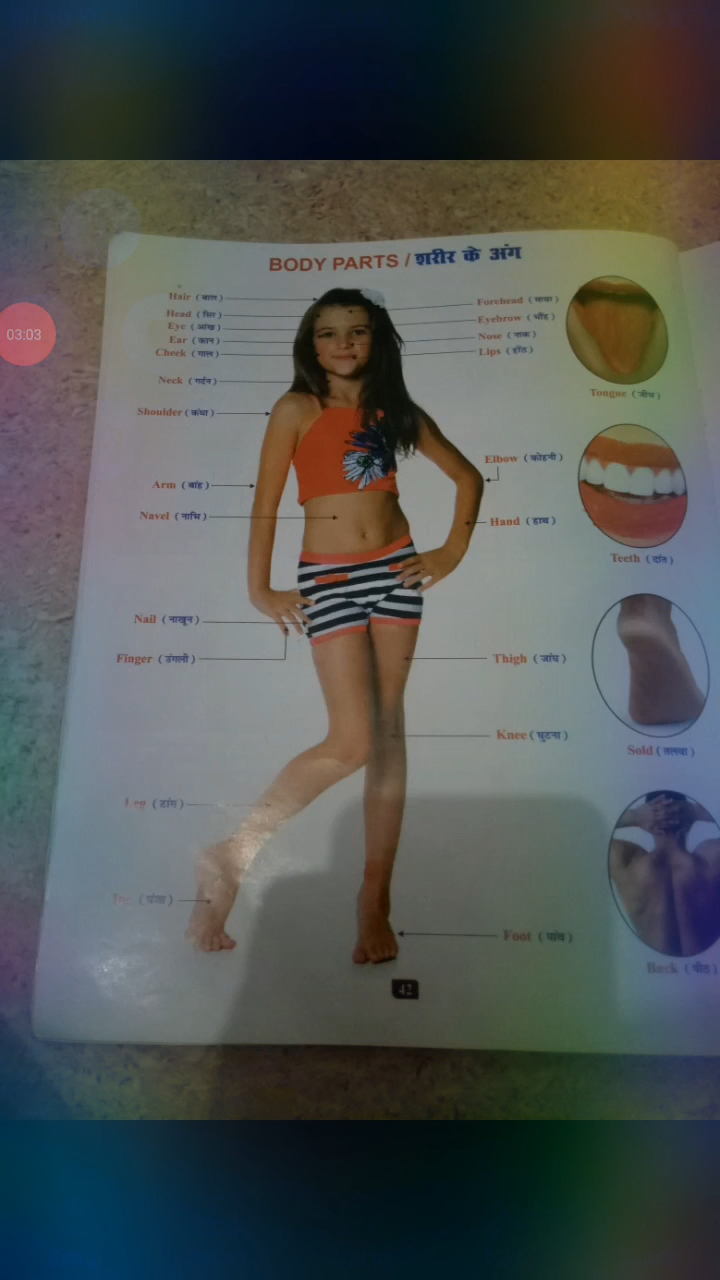 03:03
BODY PARTS / शरीर के अंग
Hair (बाल)
Head (सिर)
Eye (आंख)
Ear (कान)
Cheek (गाल)
Neck (गर्दन)
Shoulder (कंधा)
Arm (बांह)
Navel (नाभि)
Nail (नाखून)
Finger (उंगली)
Leg (टांग)
Toe (पंजा)
Forehead (माथा)
Eyebrow (भौंह)
Nose (नाक)
Lips (होंठ)
Elbow (कोहनी)
Hand (हाथ)
Thigh (जांघ)
Knee (घुटना)
Foot (पांव)
Tongue (जीभ)
Teeth (दांत)
Sold (तलवा)
Back (पीठ)
42